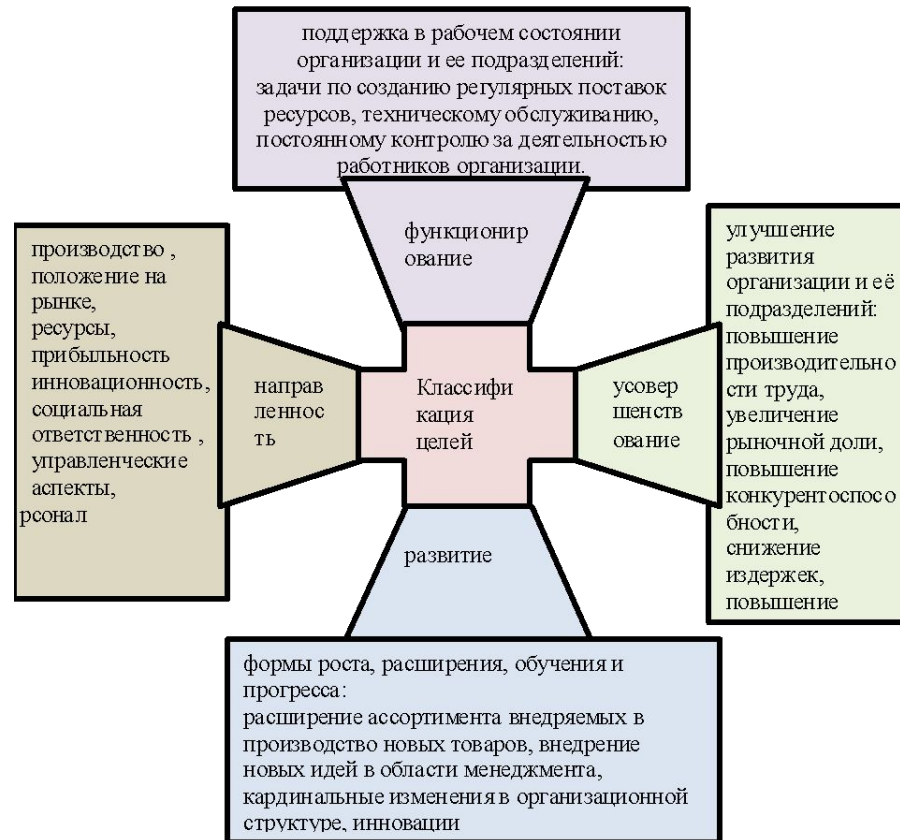 поддержка в рабочем состоянии
организации и ее подразделений:
задачи по созданию регулярных поставок
ресурсов, техническому обслуживанию,
постоянному контролю за деятельностью
работников организации.
функционир
ование
производство ,
положение на
рынке,
ресурсы,
прибыльность
инновационность,
социальная
ответственность ,
управленческие
аспекты,
рсонал
направ
ленност
ь
Классифи
кация
целей
усовер
шенств
ование
улучшение
развития
организации и её
подразделений:
повышение
производительно
сти труда,
увеличение
рыночной доли,
повышение
конкурентоспосо
бности,
снижение
издержек,
повышение
развитие
формы роста, расширения, обучения и
прогресса:
расширение ассортимента внедряемых в
производство новых товаров, внедрение
новых идей в области менеджмента,
кардинальные изменения в организационной
структуре, инновации